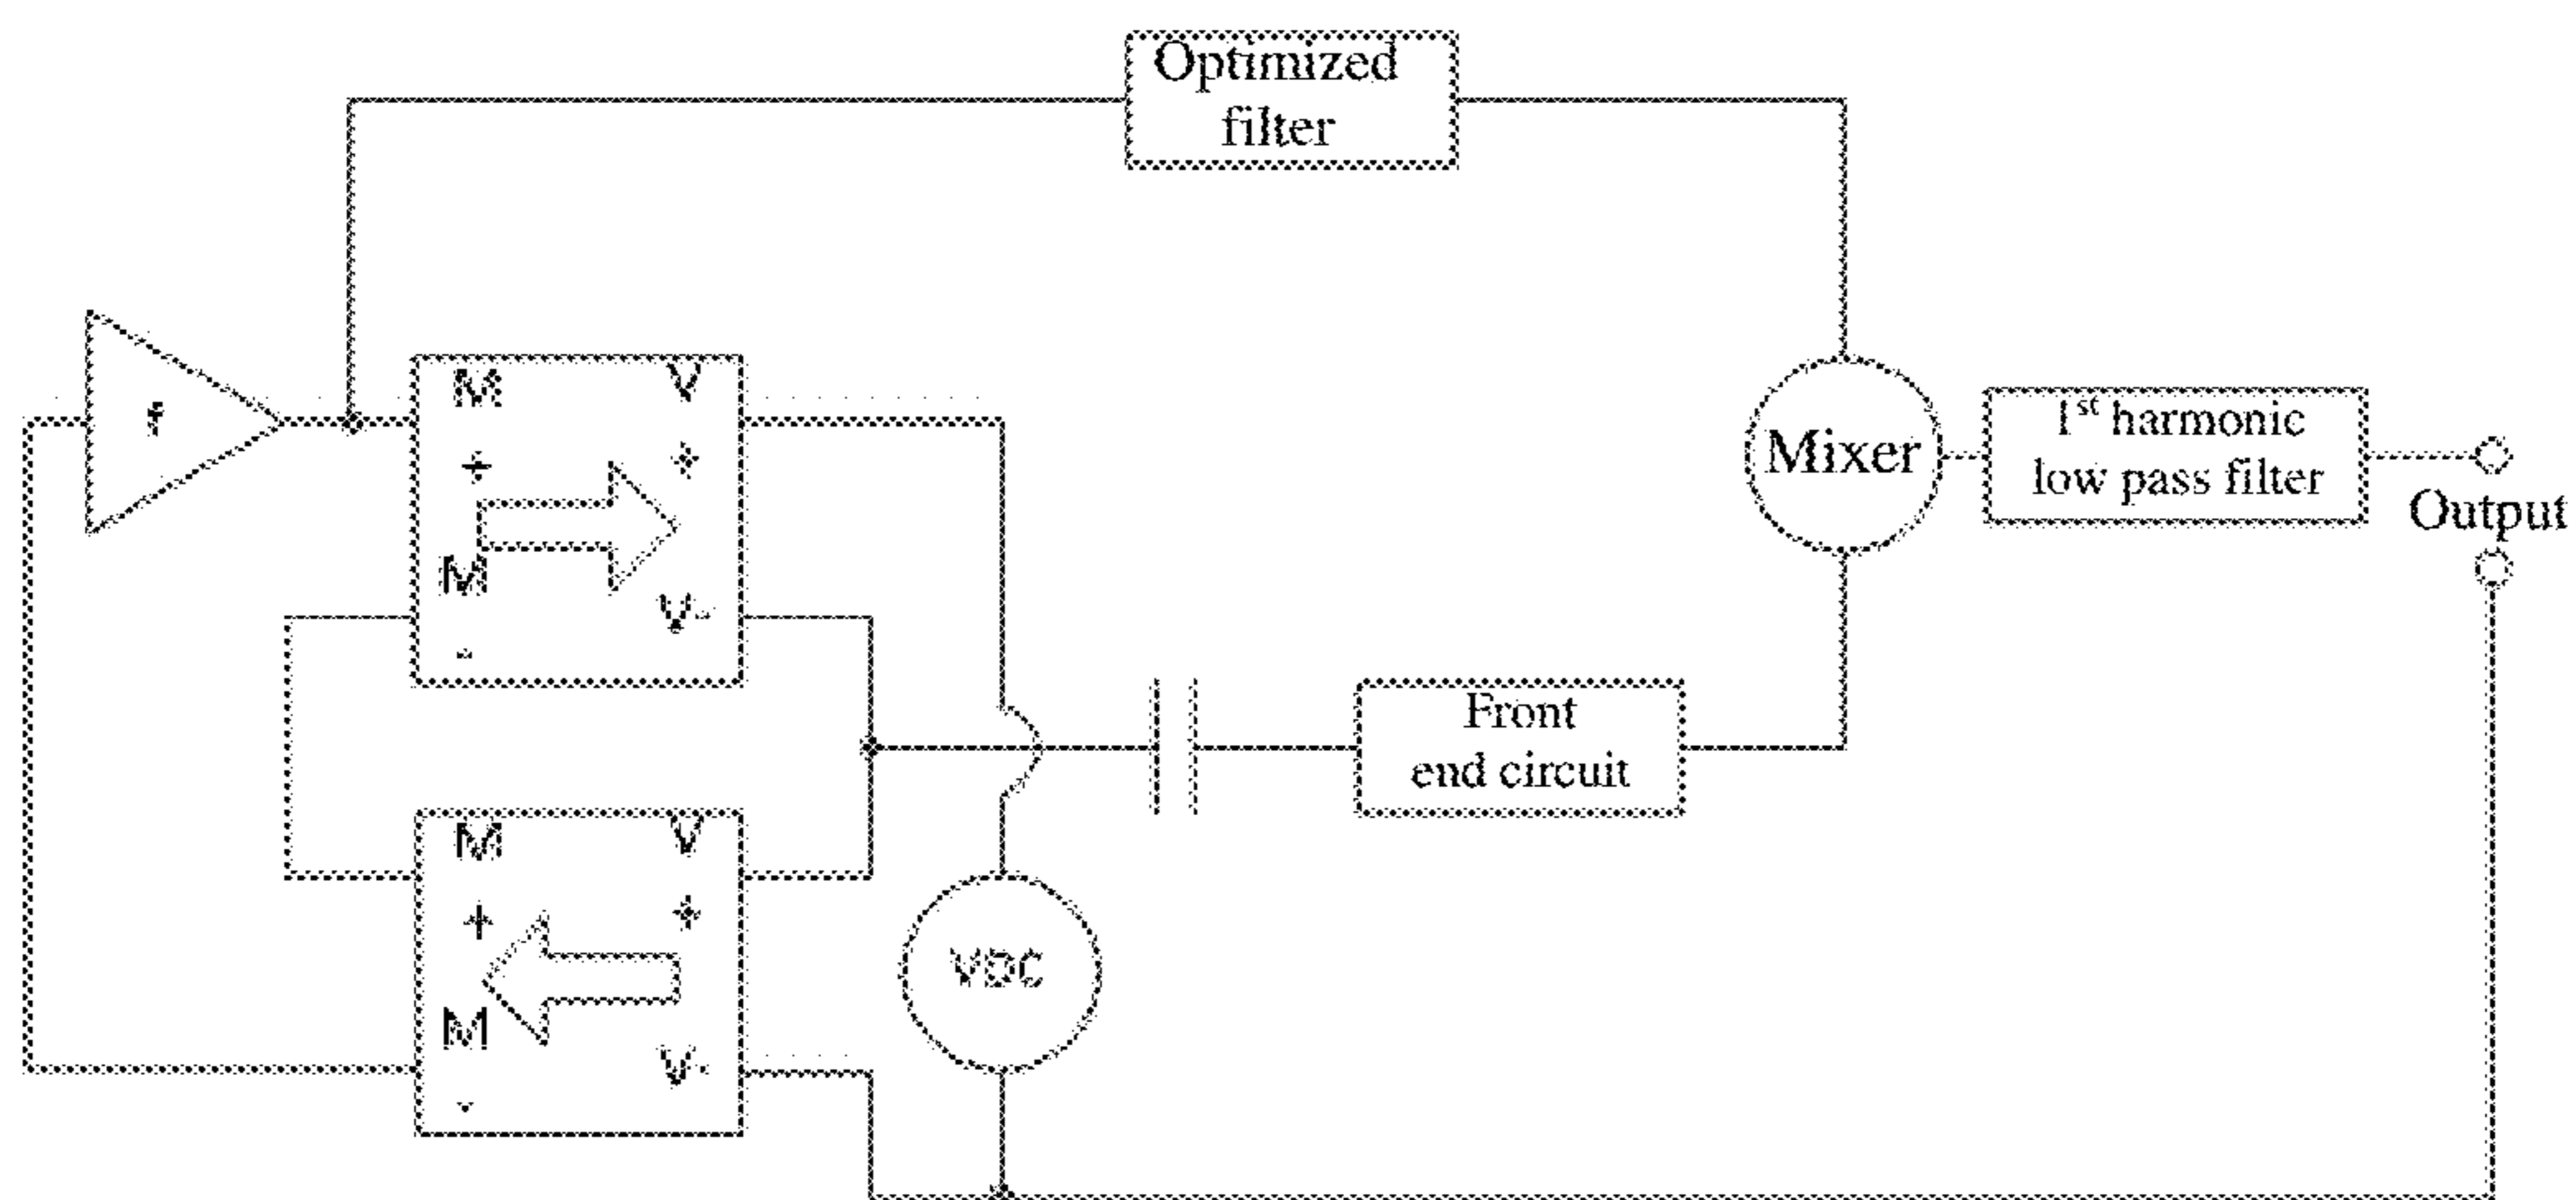 Optimized
filter
f
M V
+ +
M V-
-
Mixer
1st harmonic
low pass filter
Output
Front
end circuit
M V
+ +
M V-
-
VDC